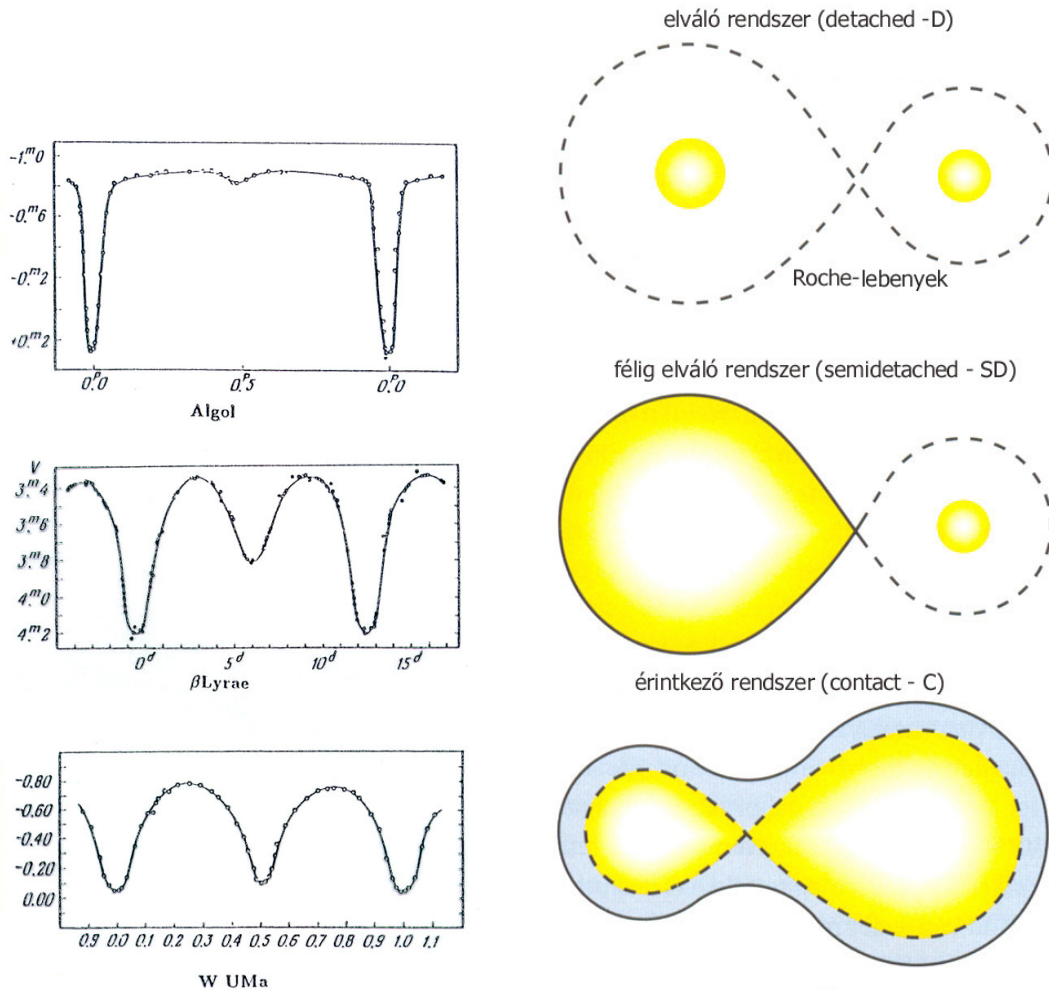 -1.ᵐ0
-0.ᵐ6
-0.ᵐ2
+0.ᵐ2
0.ᴾ0 0.ᴾ5 0.ᴾ0
Algol
V
3.ᵐ4
3.ᵐ6
3.ᵐ8
4.ᵐ0
4.ᵐ2
0ᵈ 5ᵈ 10ᵈ 15ᵈ
βLyrae
-0.80
-0.60
-0.40
-0.20
0.00
0.9 0.0 0.1 0.2 0.3 0.4 0.5 0.6 0.7 0.8 0.9 1.0 1.1
W UMa
elváló rendszer (detached -D)
Roche-lebenyek
félig elváló rendszer (semidetached - SD)
érintkező rendszer (contact - C)